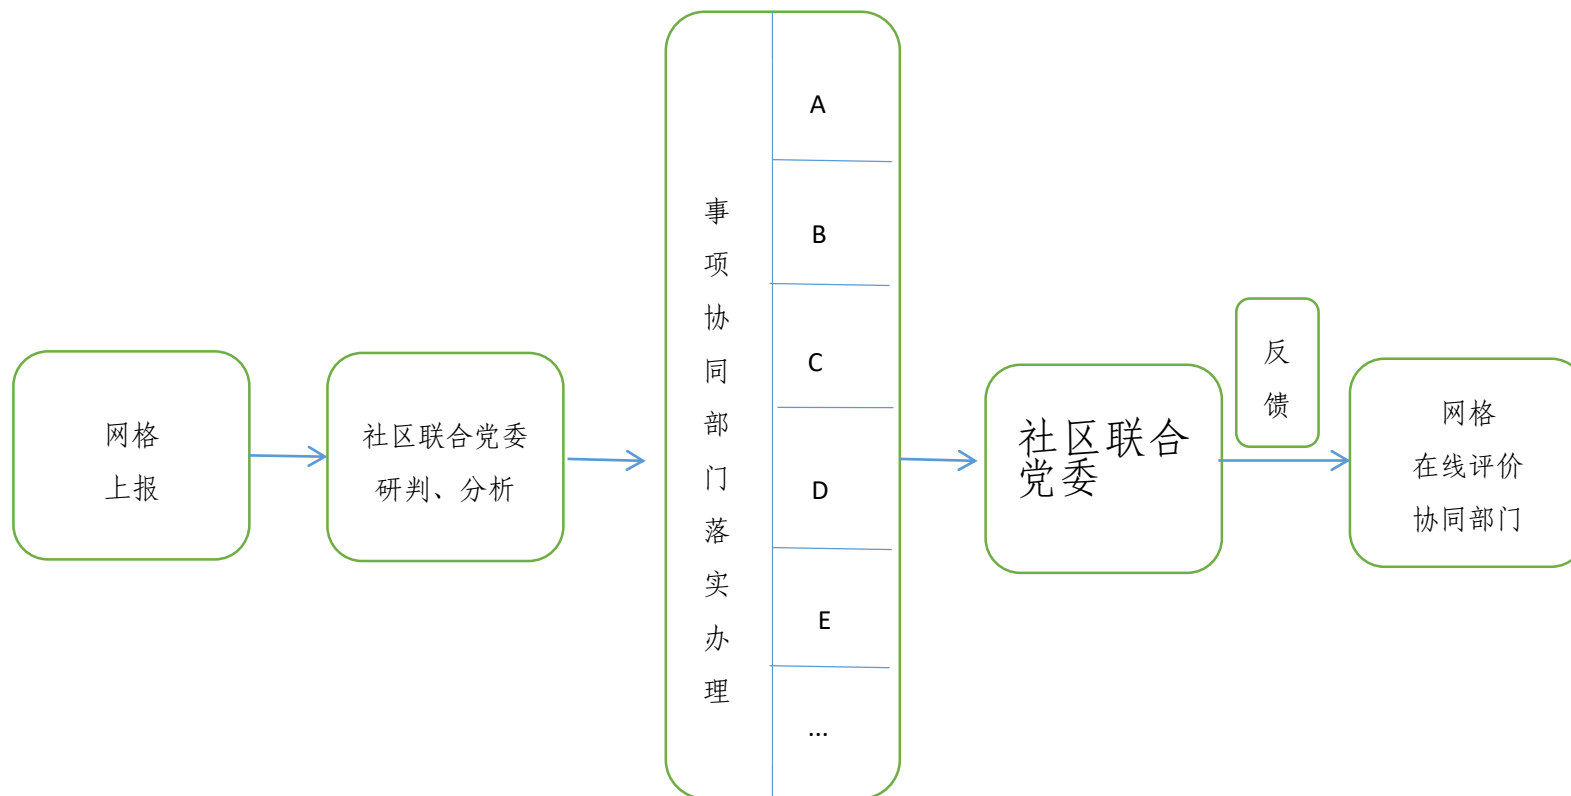 网格
上报
社区联合党委
研判、分析
事项协同部门落实办理
A
B
C
D
E
...
社区联合
党委
反馈
网格
在线评价
协同部门